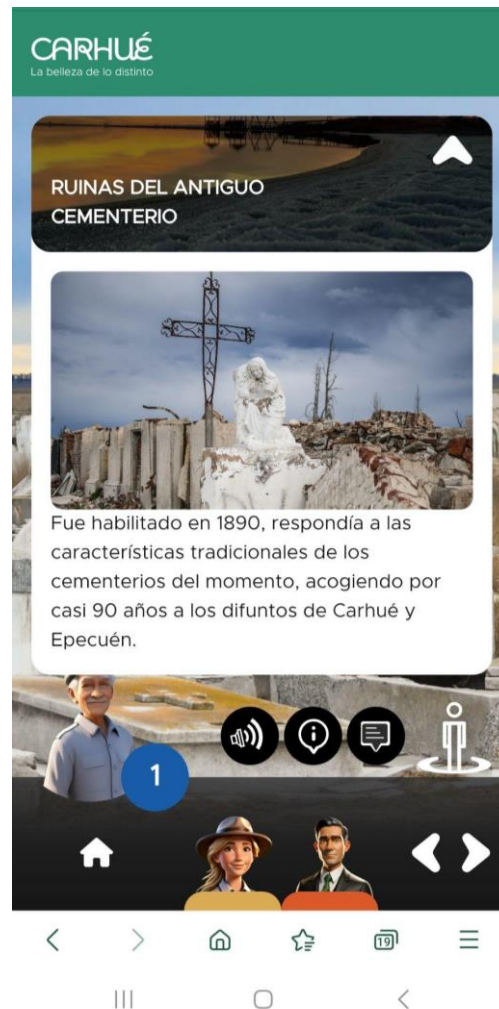 CARHUÉ
La belleza de lo distinto
RUINAS DEL ANTIGUO
CEMENTERIO
Fue habilitado en 1890, respondía a las
características tradicionales de los
cementerios del momento, acogiendo por
casi 90 años a los difuntos de Carhué y
Epecuén.
1
19